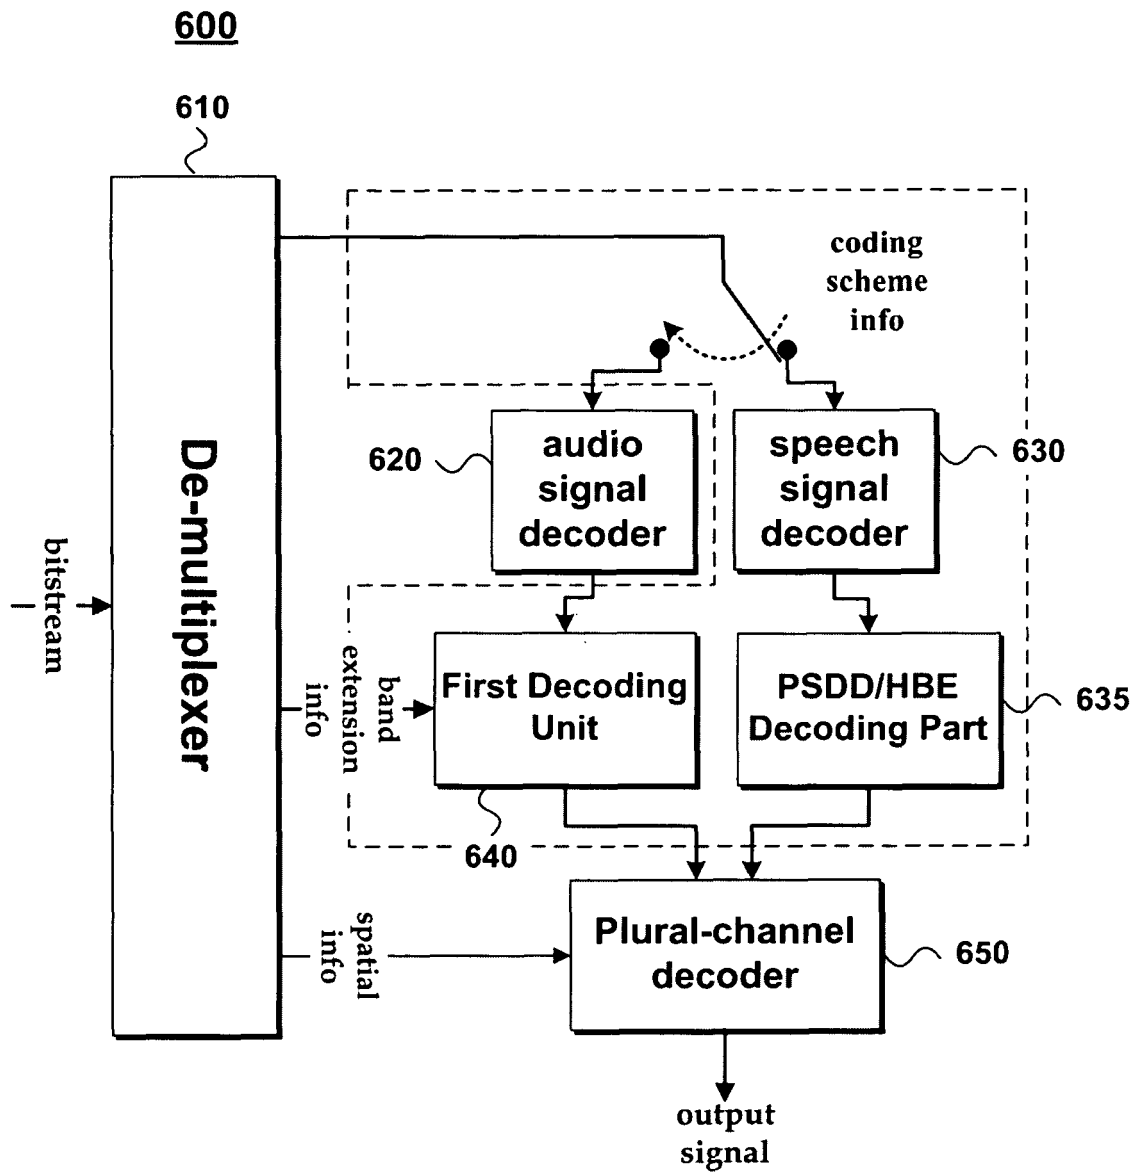 600
610
coding
scheme
info
audio
signal
decoder
620
speech
signal
decoder
630
De-multiplexer
bitstream
band
extension
info
First Decoding
Unit
640
PSDD/HBE
Decoding Part
635
spatial
info
Plural-channel
decoder
650
output
signal